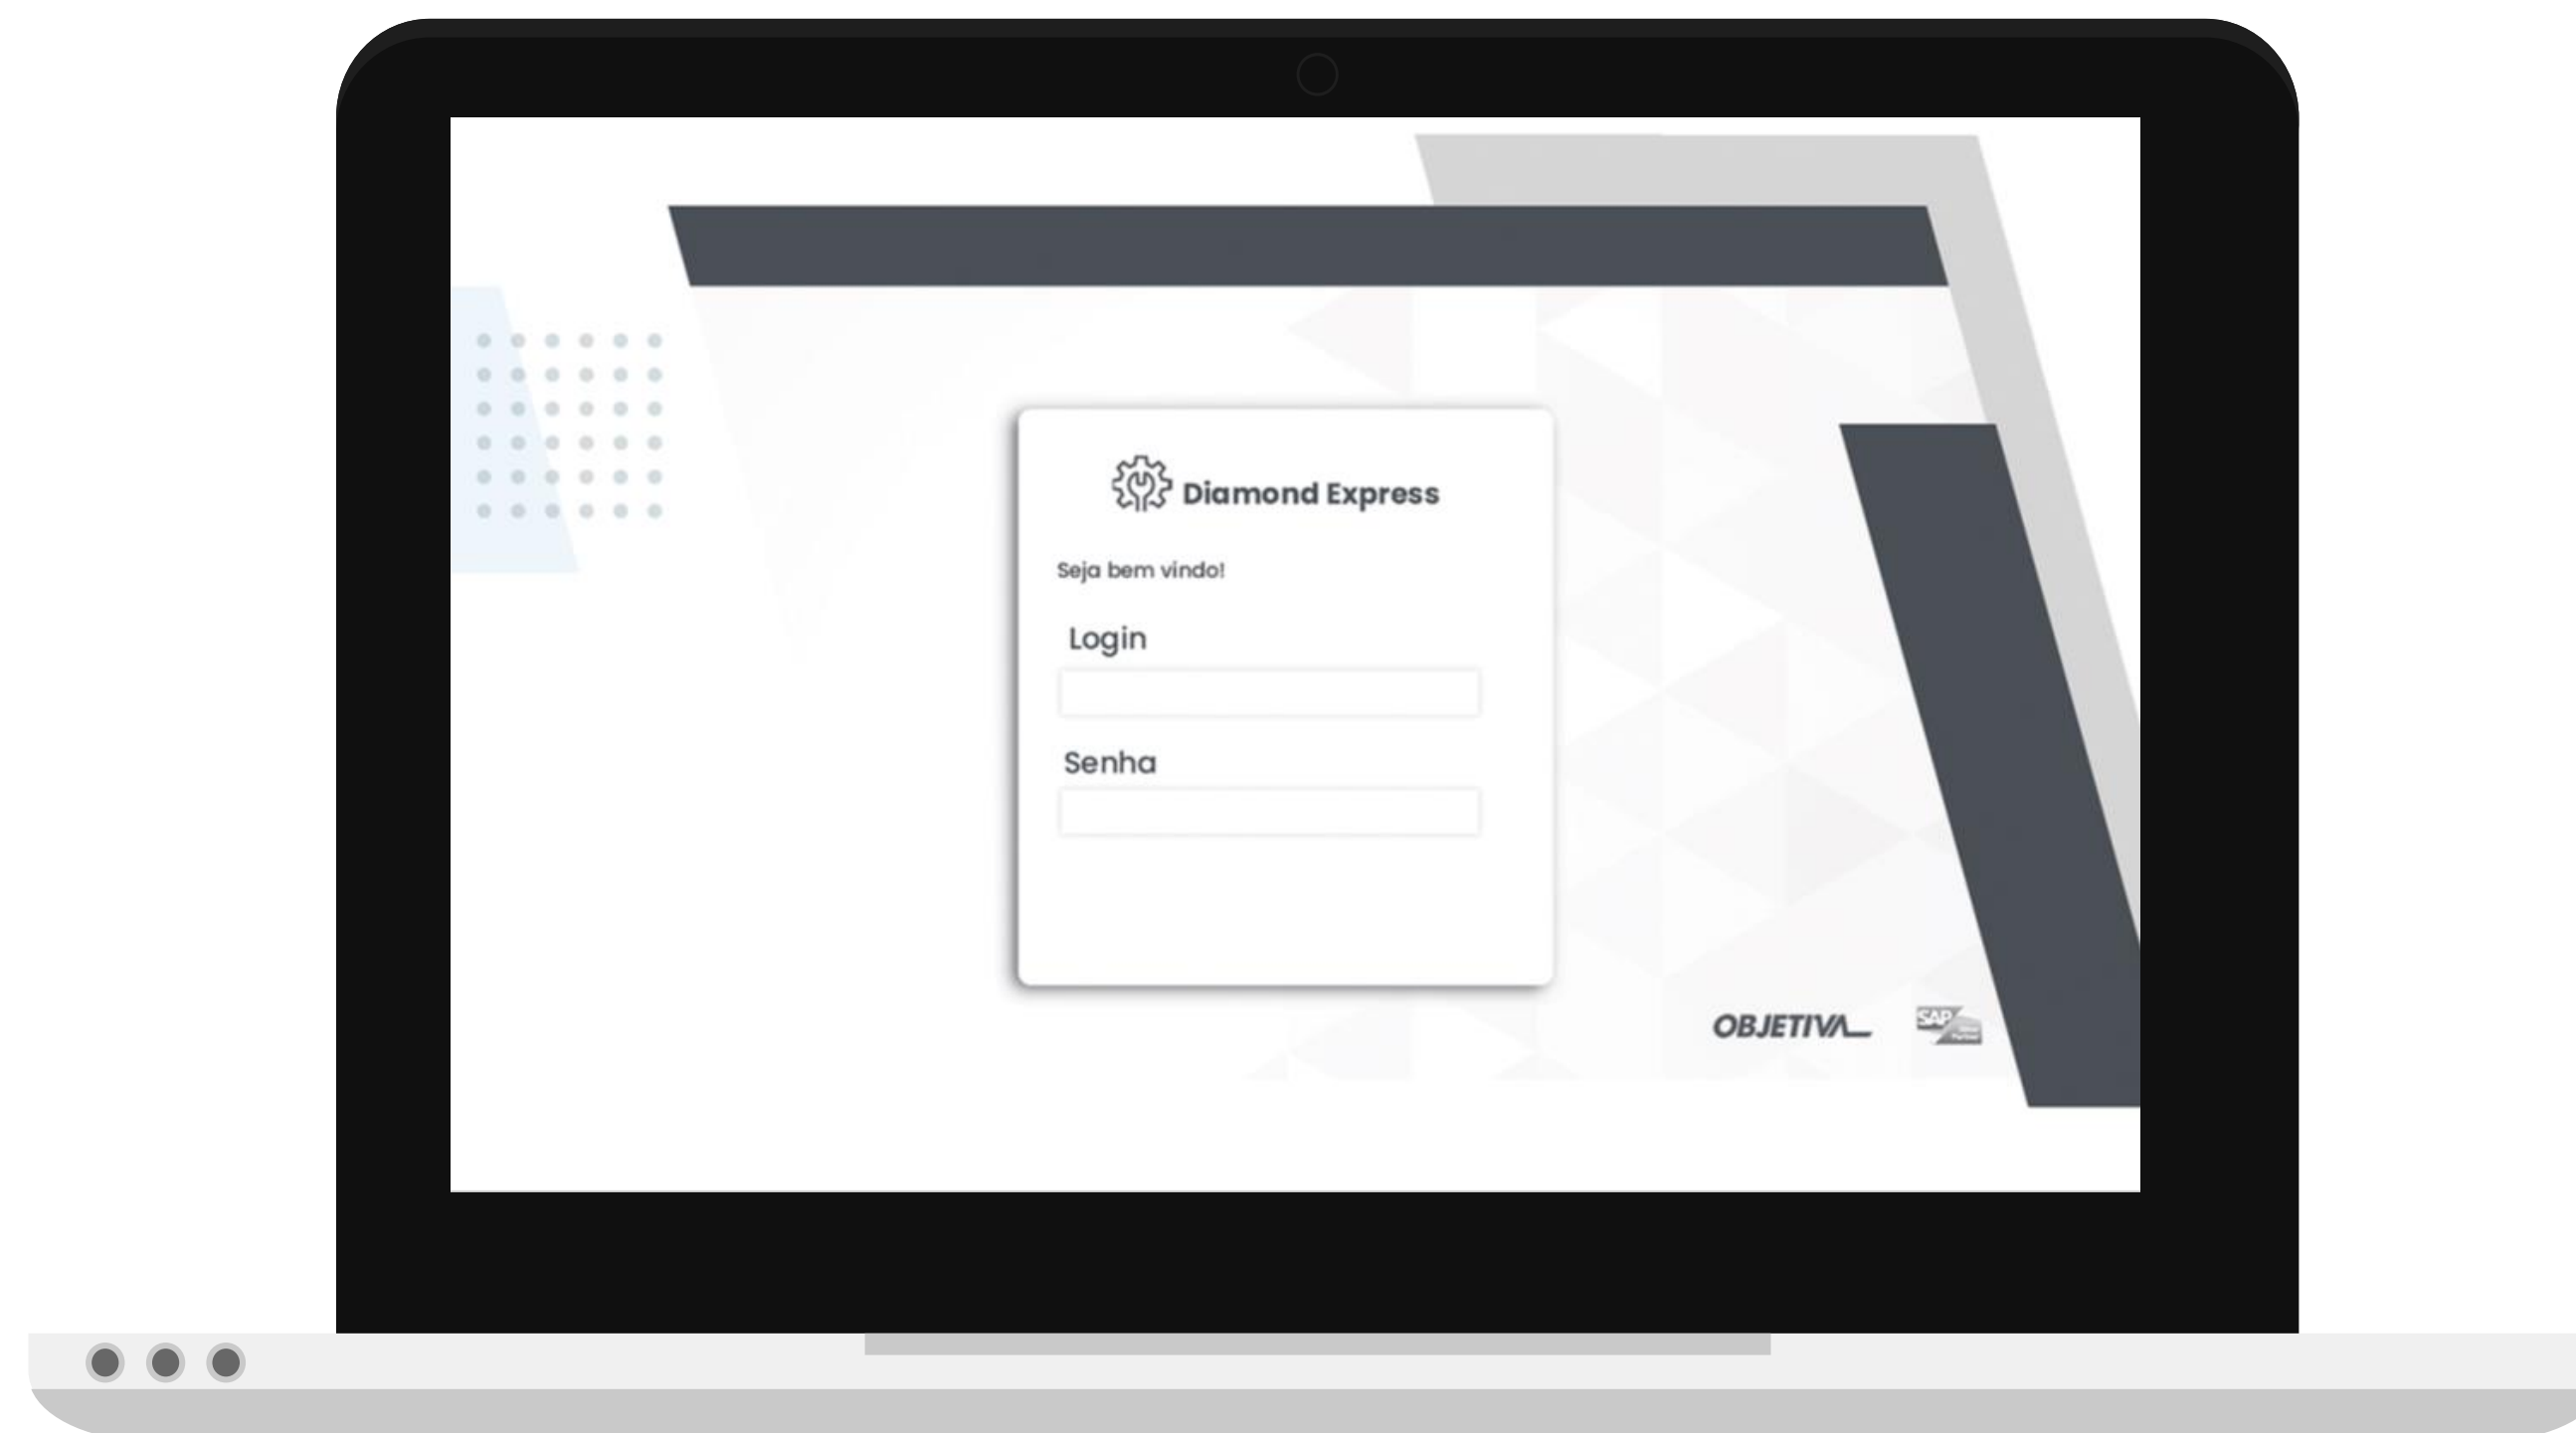 Diamond Express
Seja bem vindo!
Login
Senha
OBJETIVA
SAP